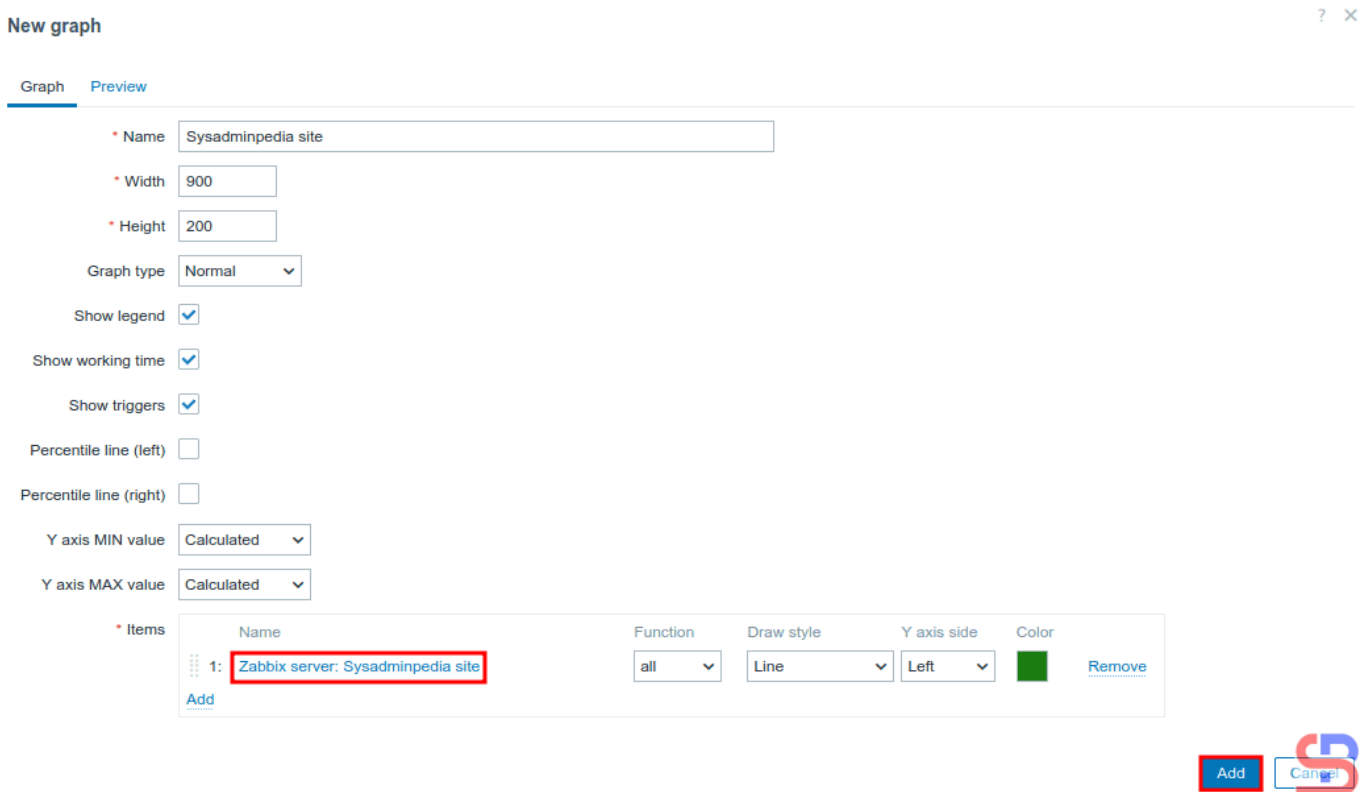 New graph ?
Graph Preview
* Name Sysadminpedia site
* Width 900
* Height 200
Graph type Normal
Show legend
Show working time
Show triggers
Percentile line (left)
Percentile line (right)
Y axis MIN value Calculated
Y axis MAX value Calculated
* Items Name Function Draw style Y axis side Color
1: Zabbix server: Sysadminpedia site all Line Left Remove
Add
Add Cancel